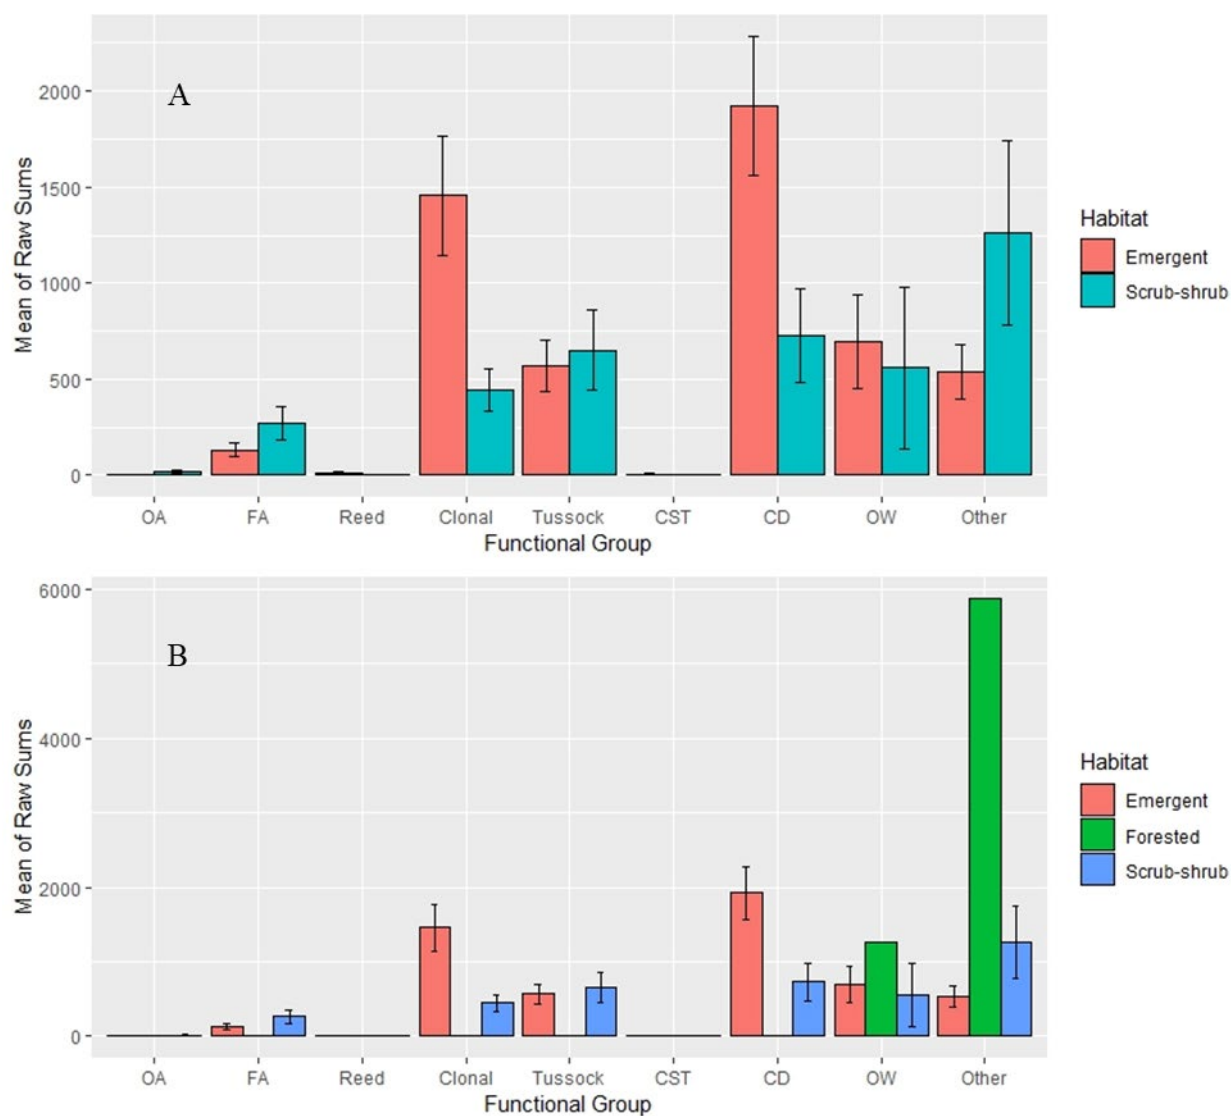 A
2000
1500
1000
500
0
Mean of Raw Sums
OA FA Reed Clonal Tussock CST CD OW Other
Functional Group
Habitat
Emergent
Scrub-shrub
B
6000
4000
2000
0
Mean of Raw Sums
OA FA Reed Clonal Tussock CST CD OW Other
Functional Group
Habitat
Emergent
Forested
Scrub-shrub